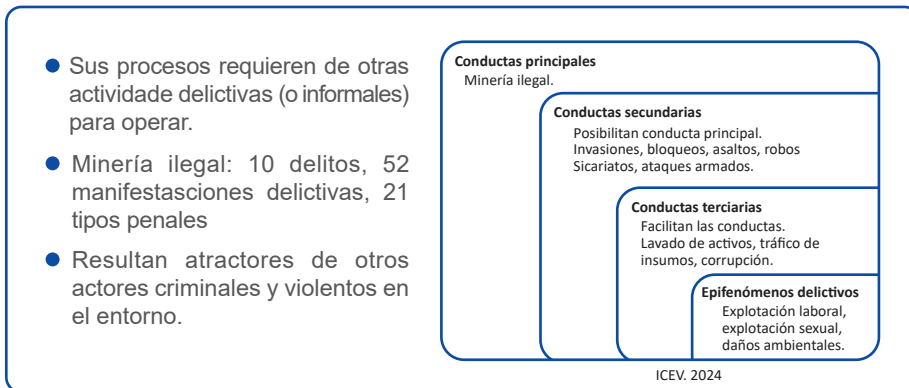 Sus procesos requieren de otras
actividade delictivas (o informales)
para operar.
Minería ilegal: 10 delitos, 52
manifestasciones delictivas, 21
tipos penales
Resultan atractores de otros
actores criminales y violentos en
el entorno.
Conductas principales
Minería ilegal.
Conductas secundarias
Posibilitan conducta principal.
Invasiones, bloqueos, asaltos, robos
Sicariatos, ataques armados.
Conductas terciarias
Facilitan las conductas.
Lavado de activos, tráfico de
insumos, corrupción.
Epifenómenos delictivos
Explotación laboral,
explotación sexual,
daños ambientales.
ICEV. 2024